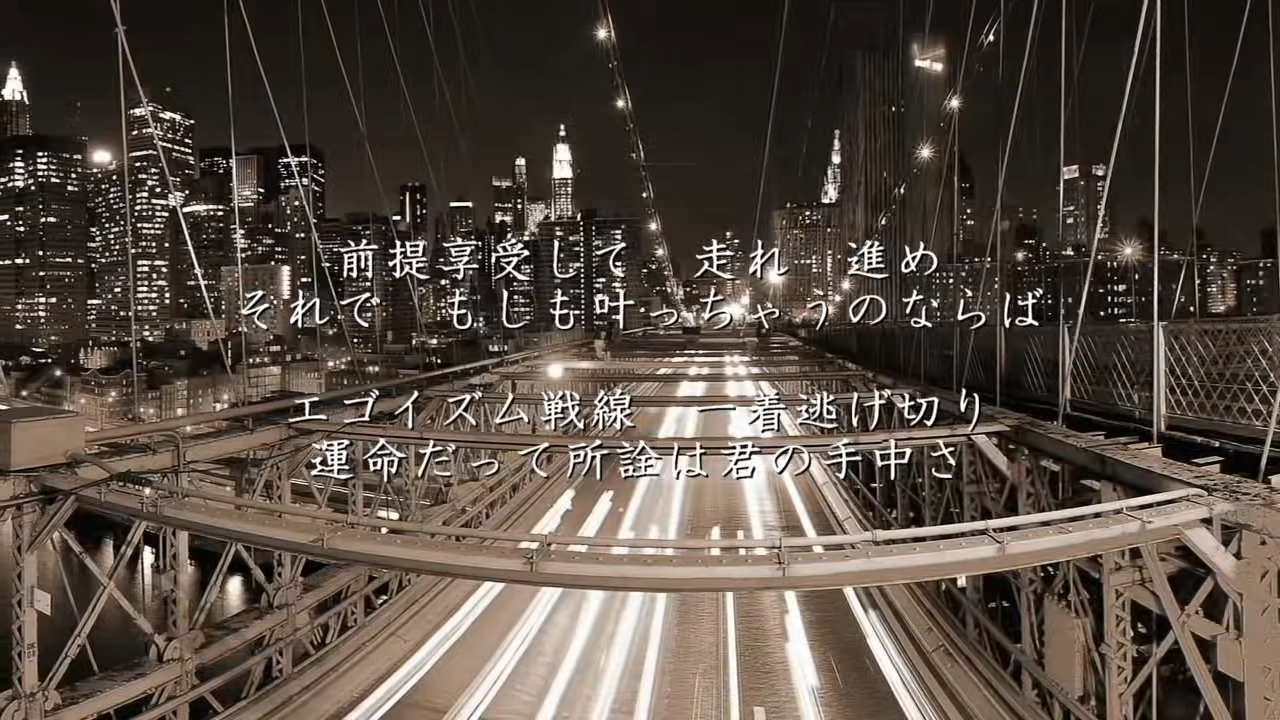 前提享受して　走れ　進め
それで　もしも叶っちゃうのならば
エゴイズム戦線　一着逃げ切り
運命だって所詮は君の手中さ